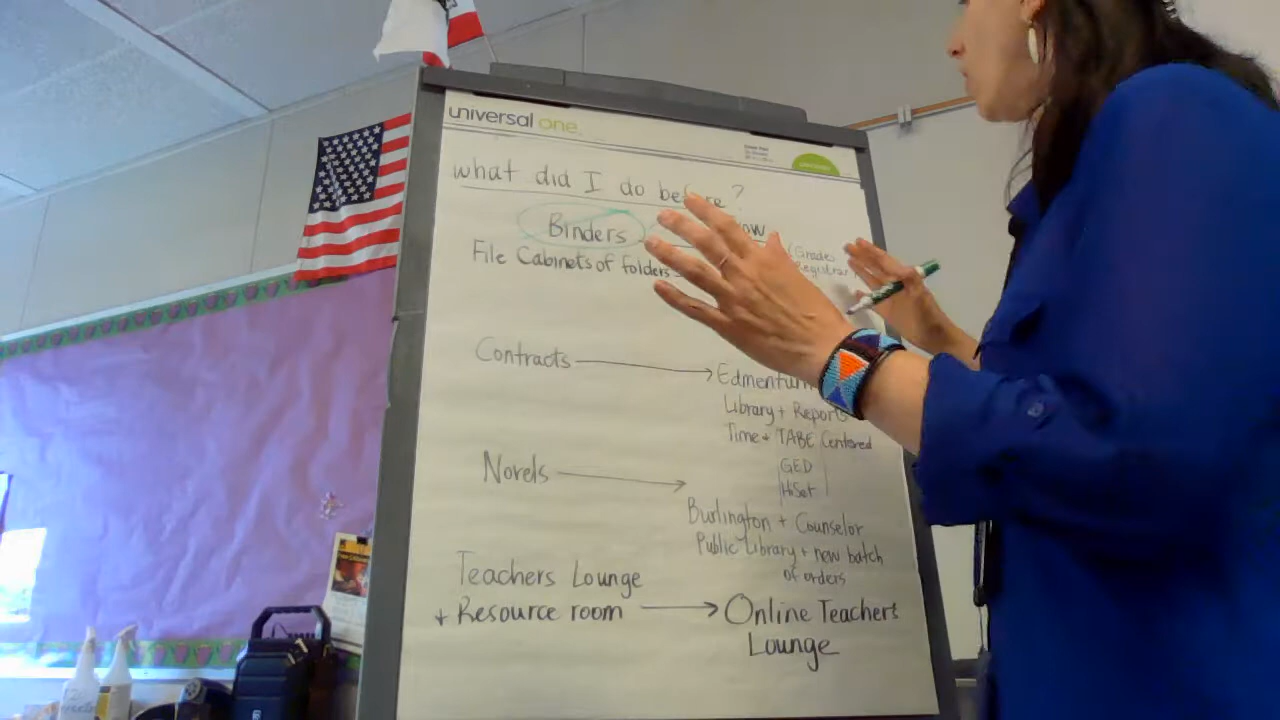 universal one
what did I do before?
Binders
File Cabinets of folders
(Grades
Registrar
Contracts
Edmentum
Library + Reports
Time + TABE Centered
GED
HiSet
Novels
Burlington + Counselor
Public Library + new batch
of orders
Teachers Lounge
+ Resource room
Online Teachers
Lounge